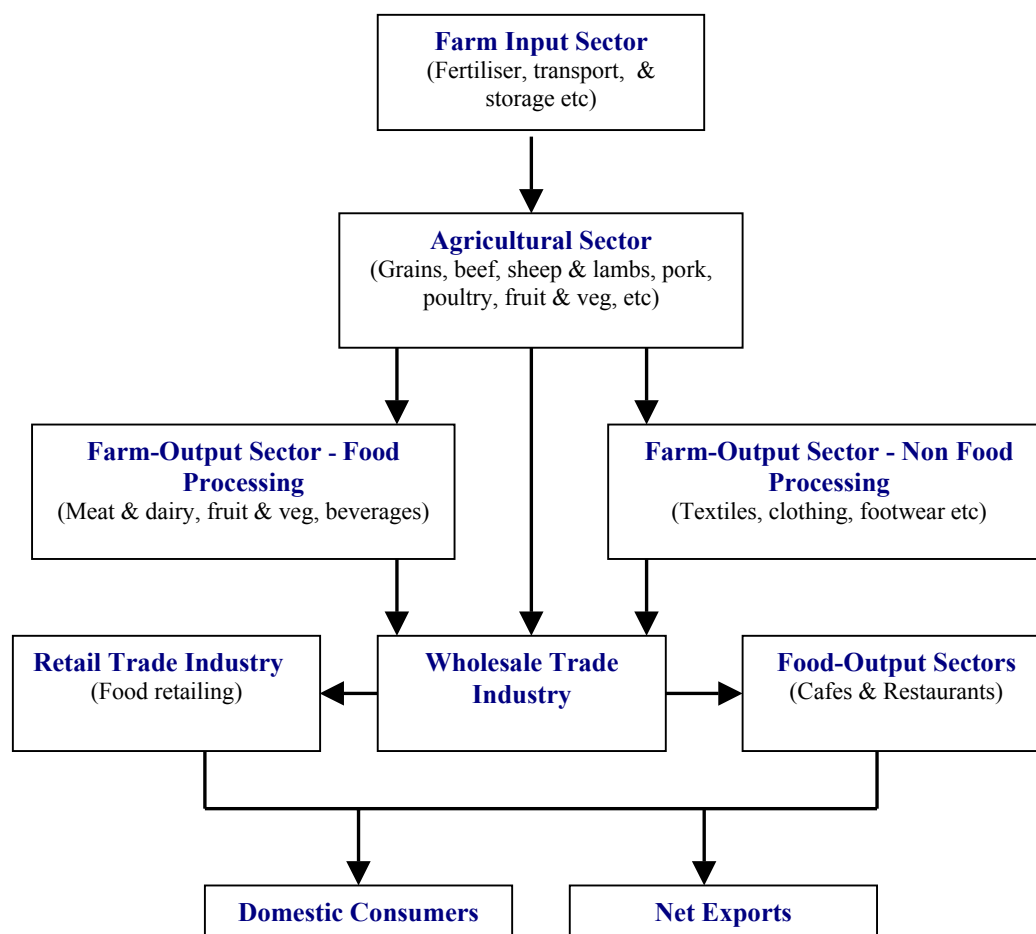 Farm Input Sector
(Fertiliser, transport, &
storage etc)
Agricultural Sector
(Grains, beef, sheep & lambs, pork,
poultry, fruit & veg, etc)
Farm-Output Sector - Food
Processing
(Meat & dairy, fruit & veg, beverages)
Farm-Output Sector - Non Food
Processing
(Textiles, clothing, footwear etc)
Retail Trade Industry
(Food retailing)
Wholesale Trade
Industry
Food-Output Sectors
(Cafes & Restaurants)
Domestic Consumers
Net Exports